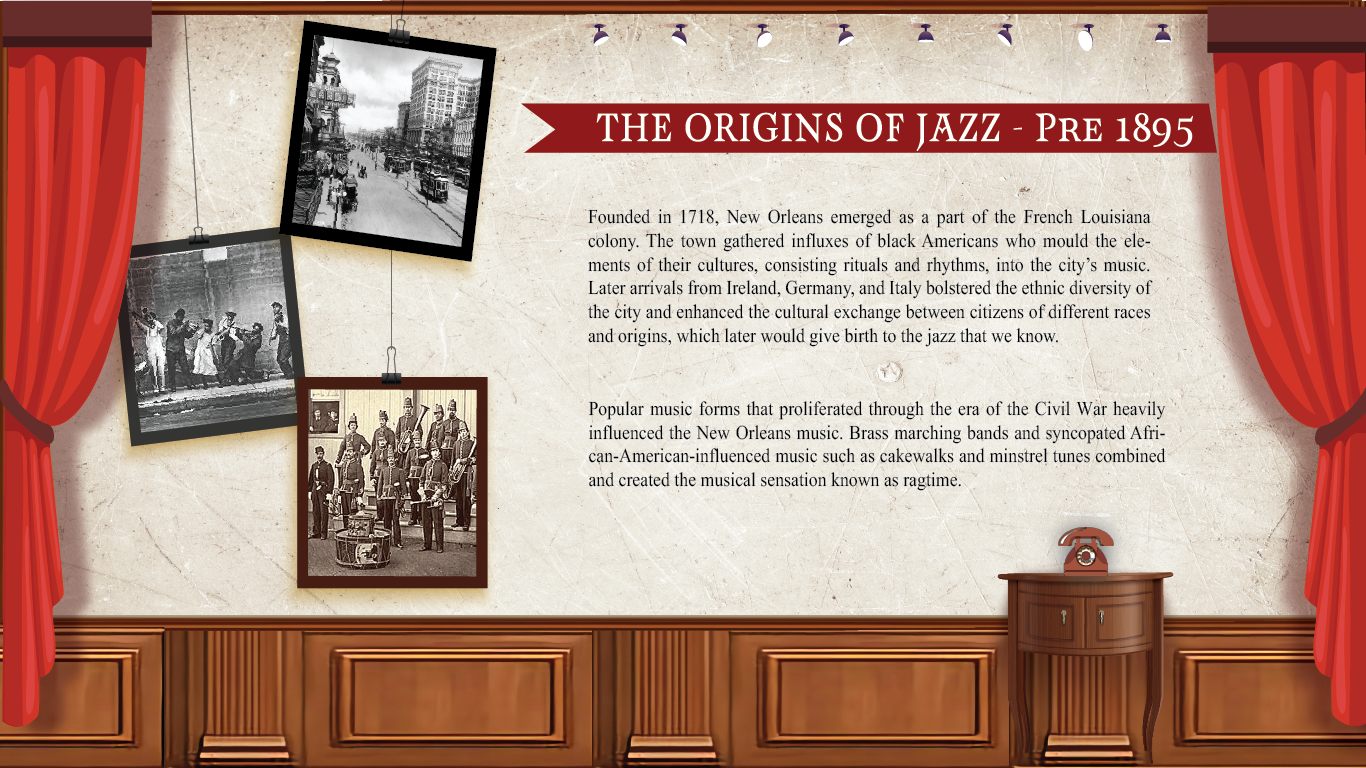 THE ORIGINS OF JAZZ - PRE 1895
Founded in 1718, New Orleans emerged as a part of the French Louisiana
colony. The town gathered influxes of black Americans who mould the ele-
ments of their cultures, consisting rituals and rhythms, into the city's music.
Later arrivals from Ireland, Germany, and Italy bolstered the ethnic diversity of
the city and enhanced the cultural exchange between citizens of different races
and origins, which later would give birth to the jazz that we know.
Popular music forms that proliferated through the era of the Civil War heavily
influenced the New Orleans music. Brass marching bands and syncopated Afri-
can-American-influenced music such as cakewalks and minstrel tunes combined
and created the musical sensation known as ragtime.